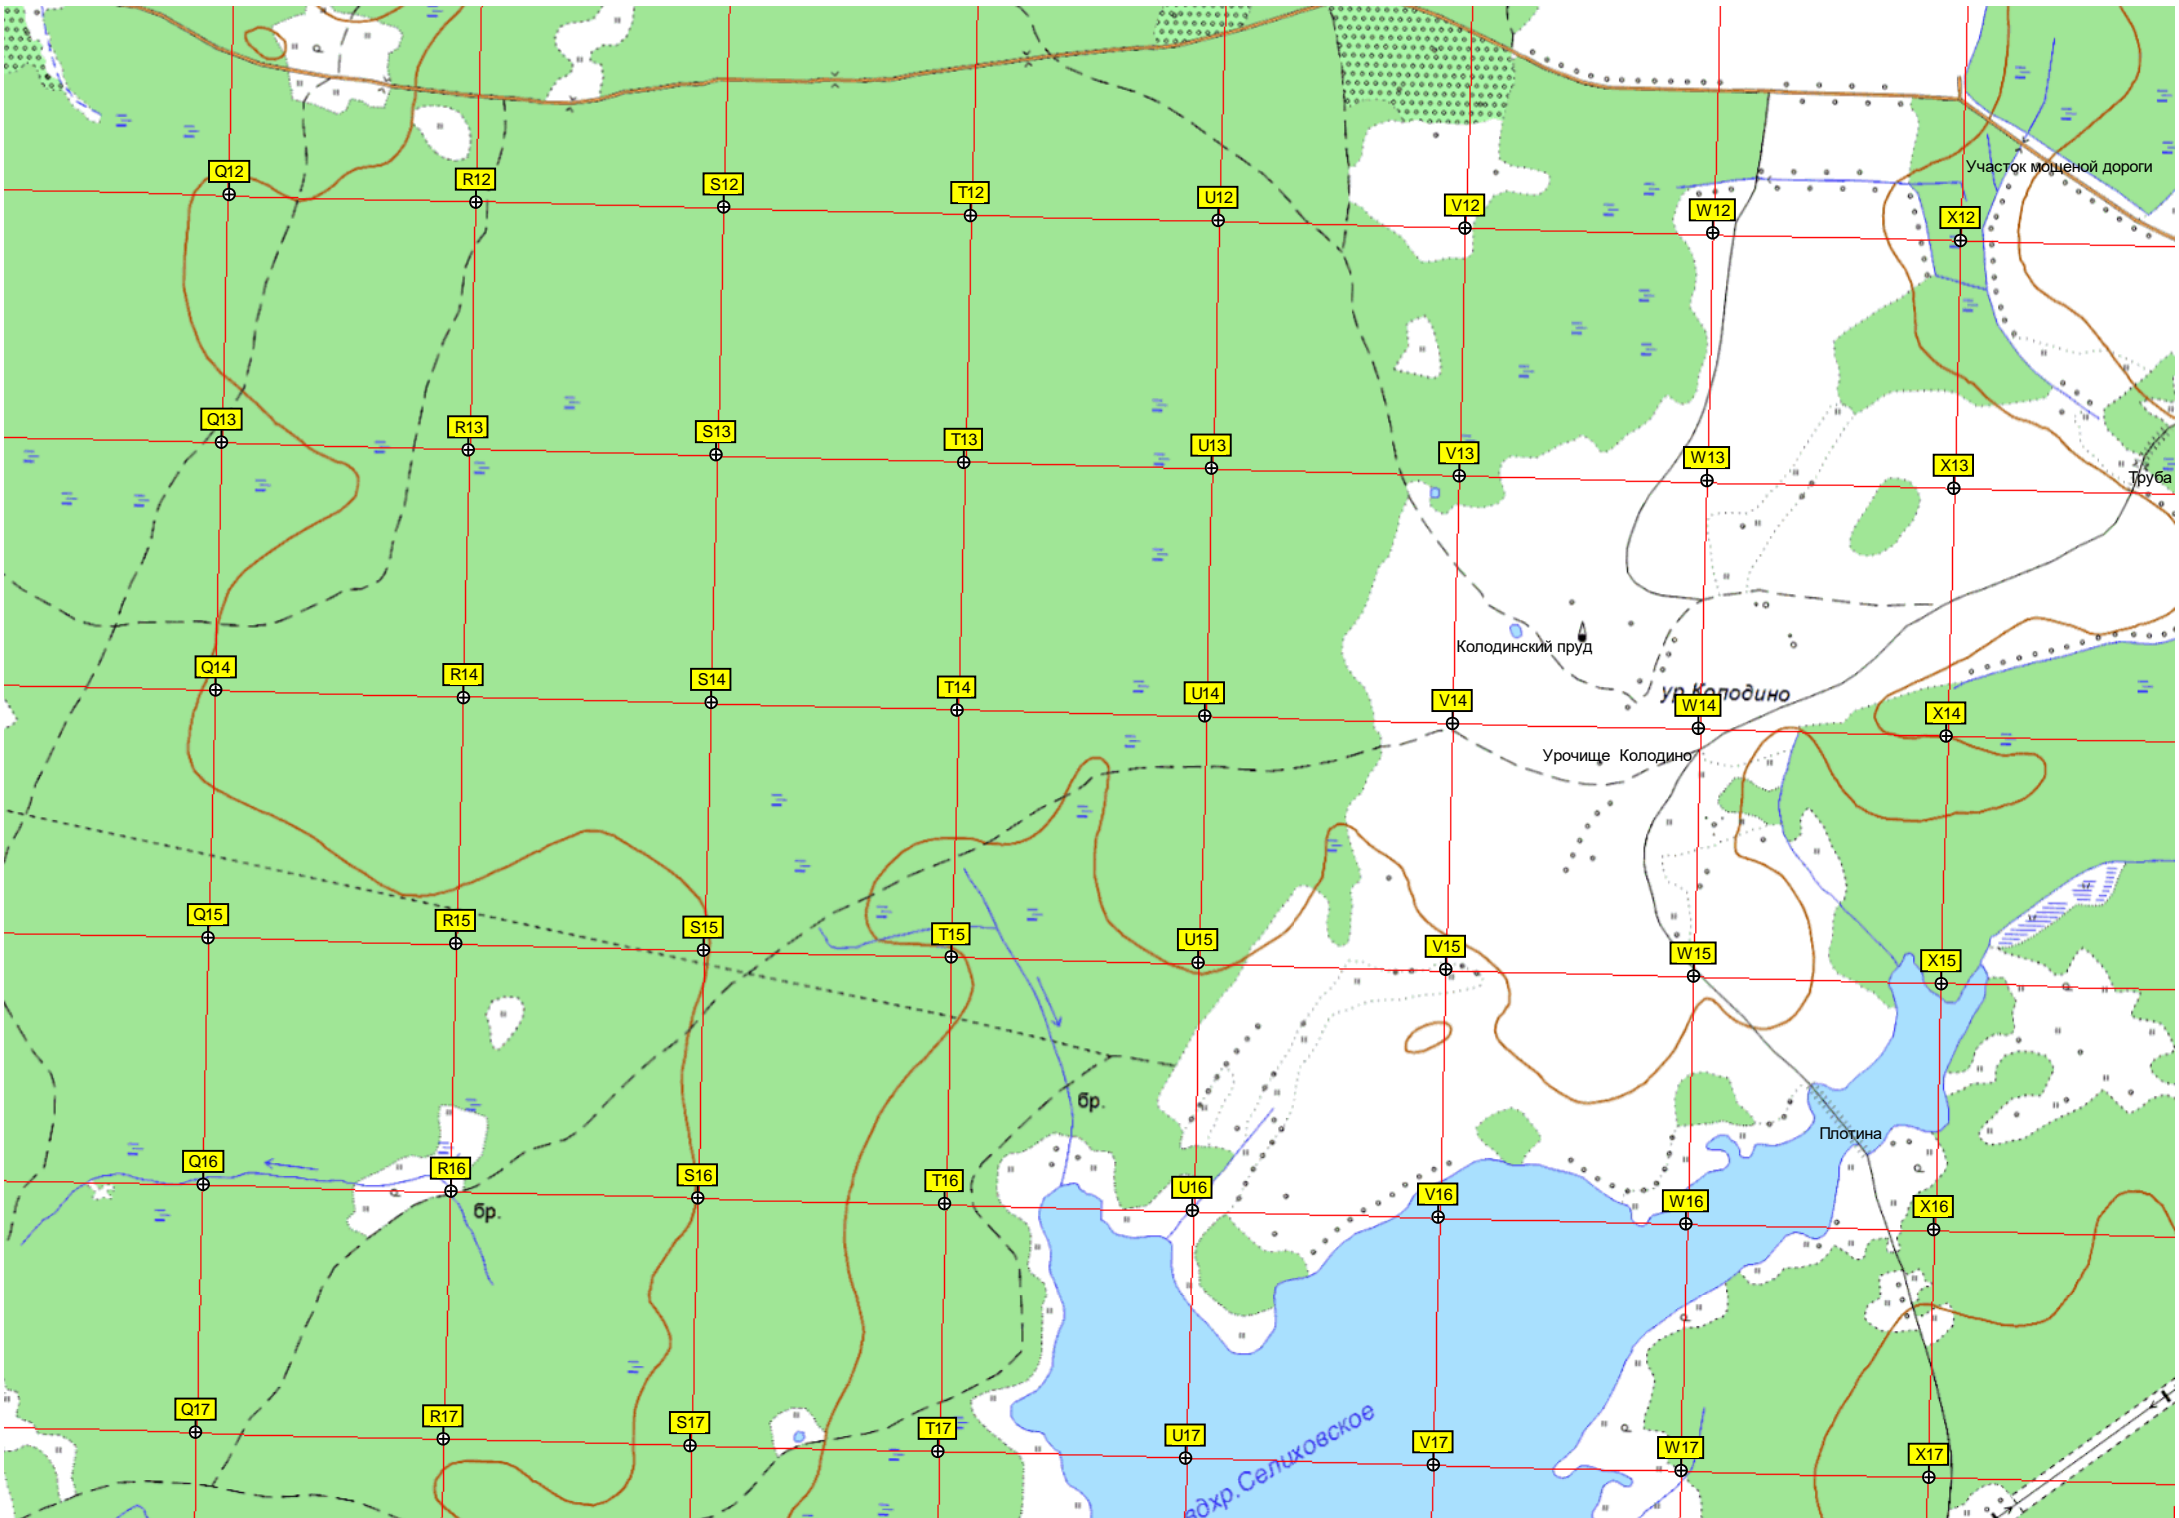 Участок мощеной дороги
Q12 R12 S12 T12 U12 V12 W12 X12
Q13 R13 S13 T13 U13 V13 W13 X13
Труба
Колодинский пруд
Q14 R14 S14 T14 U14 V14 W14 X14
ур. Колодино
Урочище Колодино
Q15 R15 S15 T15 U15 V15 W15 X15
бр.
Плотина
Q16 R16 S16 T16 U16 V16 W16 X16
бр.
Q17 R17 S17 T17 U17 V17 W17 X17
вдхр. Селиховское